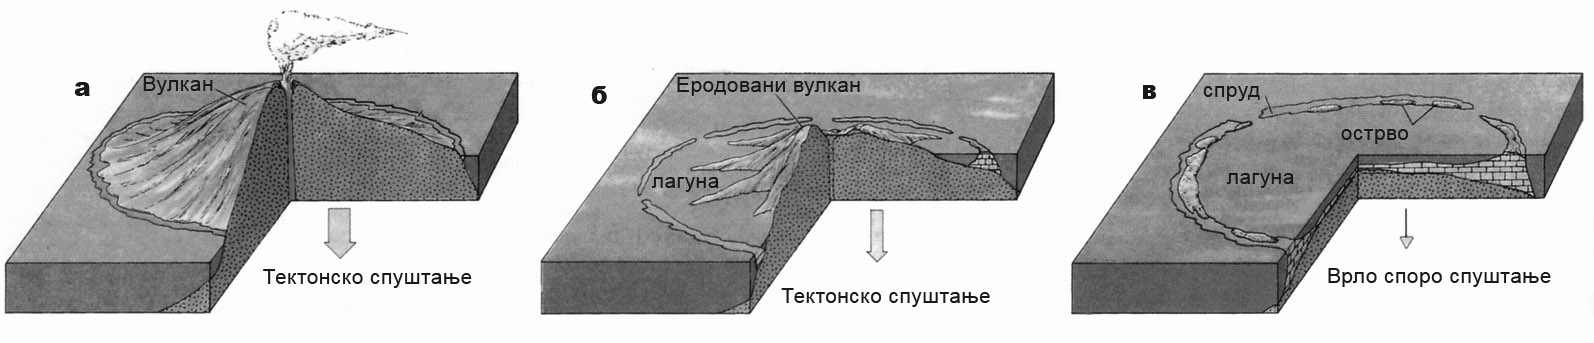 а
Вулкан
Тектонско спуштање
б
Еродовани вулкан
лагуна
Тектонско спуштање
в
спруд
острво
лагуна
Врло споро спуштање